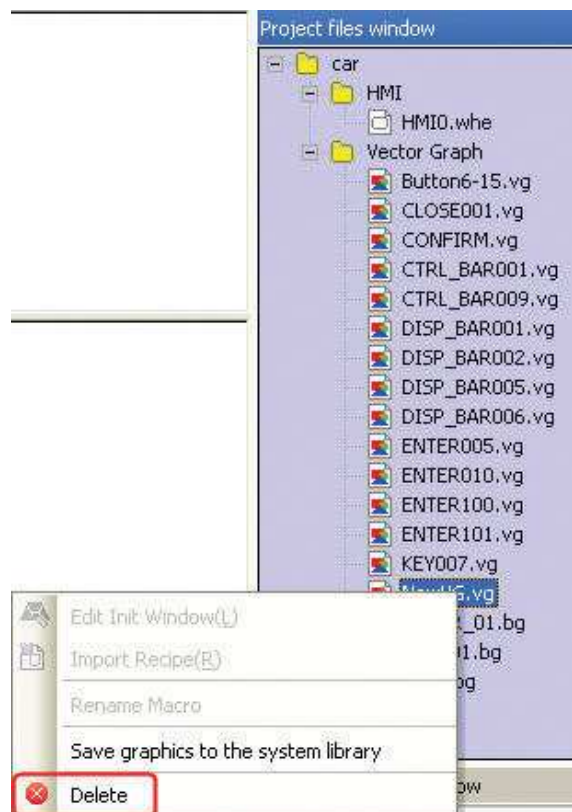 Project files window
car
HMI
HMI0.whe
Vector Graph
Button6-15.vg
CLOSE001.vg
CONFIRM.vg
CTRL_BAR001.vg
CTRL_BAR009.vg
DISP_BAR001.vg
DISP_BAR002.vg
DISP_BAR005.vg
DISP_BAR006.vg
ENTER005.vg
ENTER010.vg
ENTER100.vg
ENTER101.vg
KEY007.vg
_01.bg
Edit Init Window(L)
Import Recipe(R)
Rename Macro
Save graphics to the system library
Delete